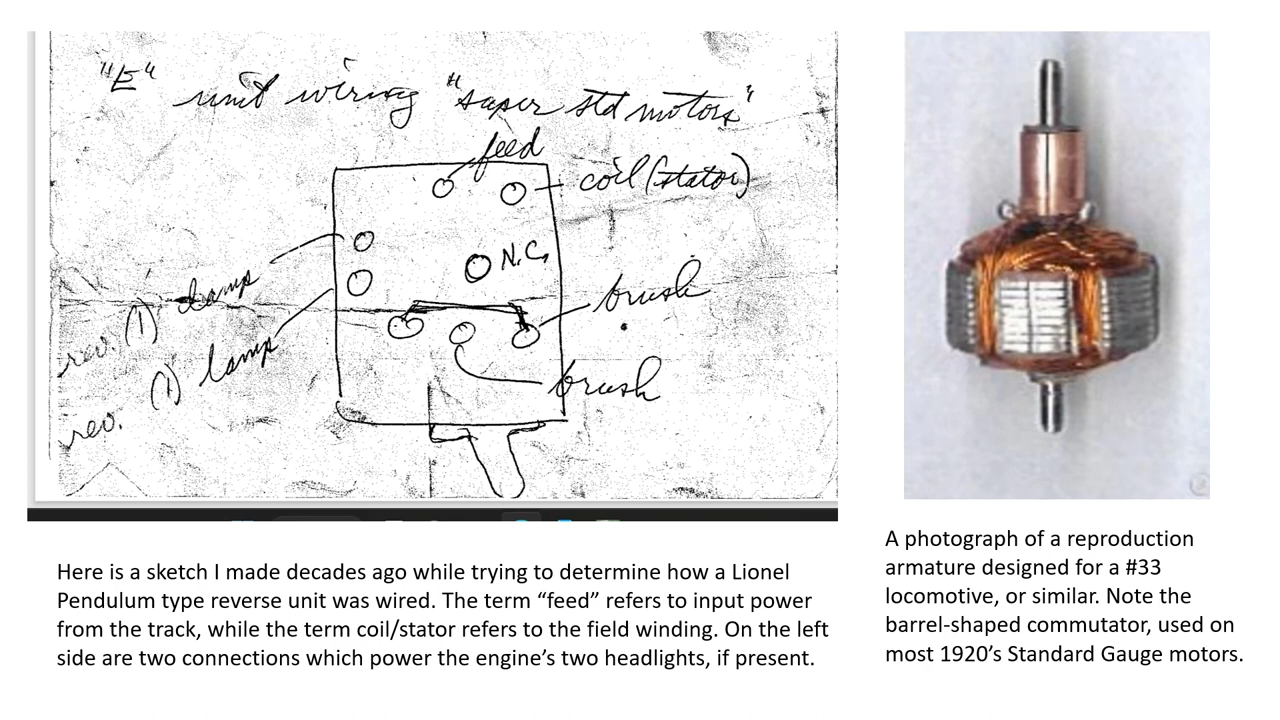 "E" unit wiring "super std motors"
feed
coil (stator)
lamp
N.C.
brush
rev. (1)
lamp
brush
rev. (1)
Here is a sketch I made decades ago while trying to determine how a Lionel
Pendulum type reverse unit was wired. The term “feed” refers to input power
from the track, while the term coil/stator refers to the field winding. On the left
side are two connections which power the engine’s two headlights, if present.
A photograph of a reproduction
armature designed for a #33
locomotive, or similar. Note the
barrel-shaped commutator, used on
most 1920’s Standard Gauge motors.